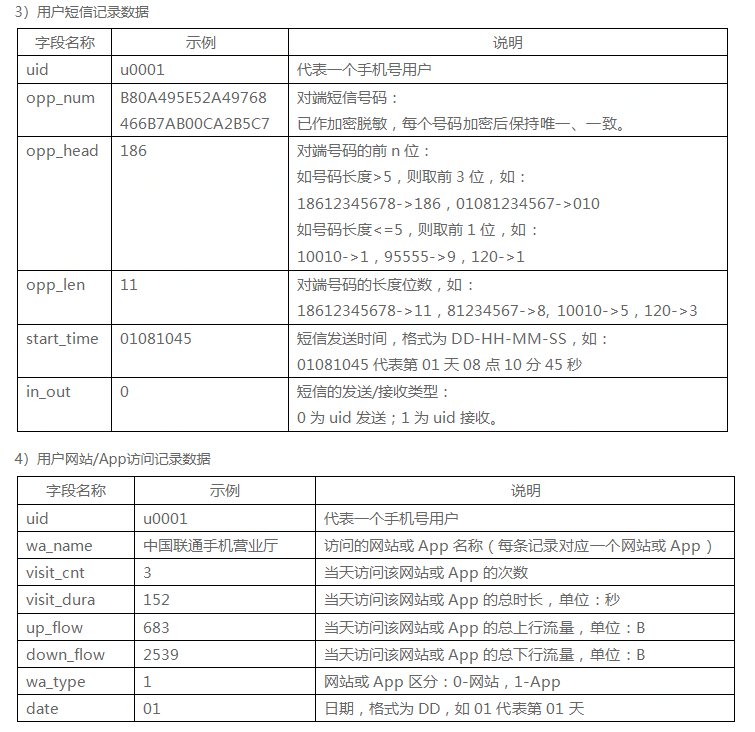 3）用户短信记录数据
字段名称 示例 说明
uid u0001 代表一个手机号用户
opp_num B80A495E52A49768 对端短信号码：
466B7AB00CA2B5C7 已作加密脱敏，每个号码加密后保持唯一、一致。
opp_head 186 对端号码的前 n 位：
如号码长度>5，则取前 3 位，如：
18612345678->186，01081234567->010
如号码长度<=5，则取前 1 位，如：
10010->1，95555->9，120->1
opp_len 11 对端号码的长度位数，如：
18612345678->11，81234567->8, 10010->5，120->3
start_time 01081045 短信发送时间，格式为 DD-HH-MM-SS，如：
01081045 代表第 01 天 08 点 10 分 45 秒
in_out 0 短信的发送/接收类型：
0 为 uid 发送；1 为 uid 接收。
4）用户网站/App访问记录数据
字段名称 示例 说明
uid u0001 代表一个手机号用户
wa_name 中国联通手机营业厅 访问的网站或 App 名称（每条记录对应一个网站或 App）
visit_cnt 3 当天访问该网站或 App 的次数
visit_dura 152 当天访问该网站或 App 的总时长，单位：秒
up_flow 683 当天访问该网站或 App 的总上行流量，单位：B
down_flow 2539 当天访问该网站或 App 的总下行流量，单位：B
wa_type 1 网站或 App 区分：0-网站，1-App
date 01 日期，格式为 DD，如 01 代表第 01 天